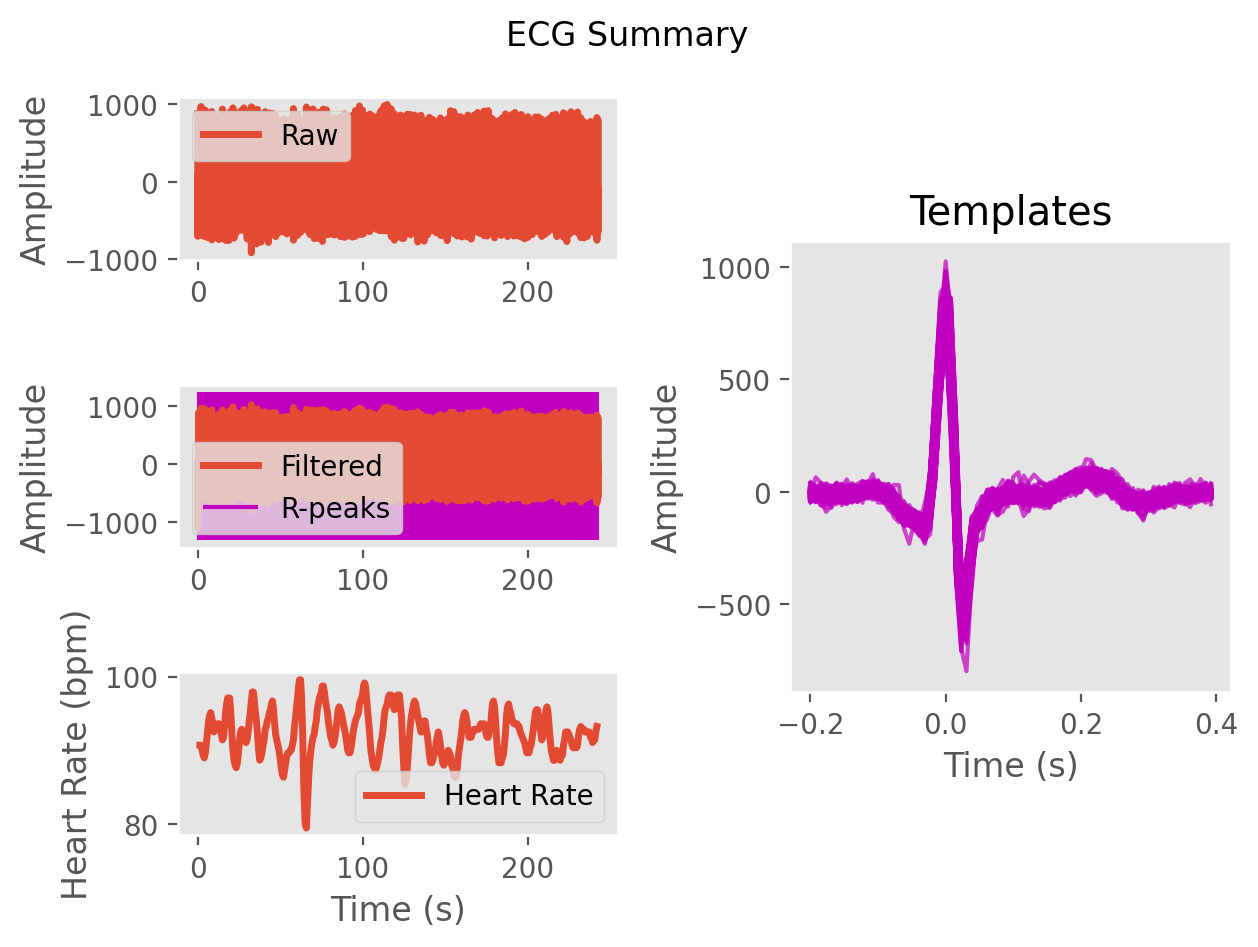 ECG Summary
Amplitude
1000
0
−1000
Raw
0
100
200
Amplitude
1000
0
−1000
Filtered
R-peaks
0
100
200
Heart Rate (bpm)
100
80
Heart Rate
0
100
200
Time (s)
Templates
Amplitude
1000
500
0
−500
−0.2
0.0
0.2
0.4
Time (s)